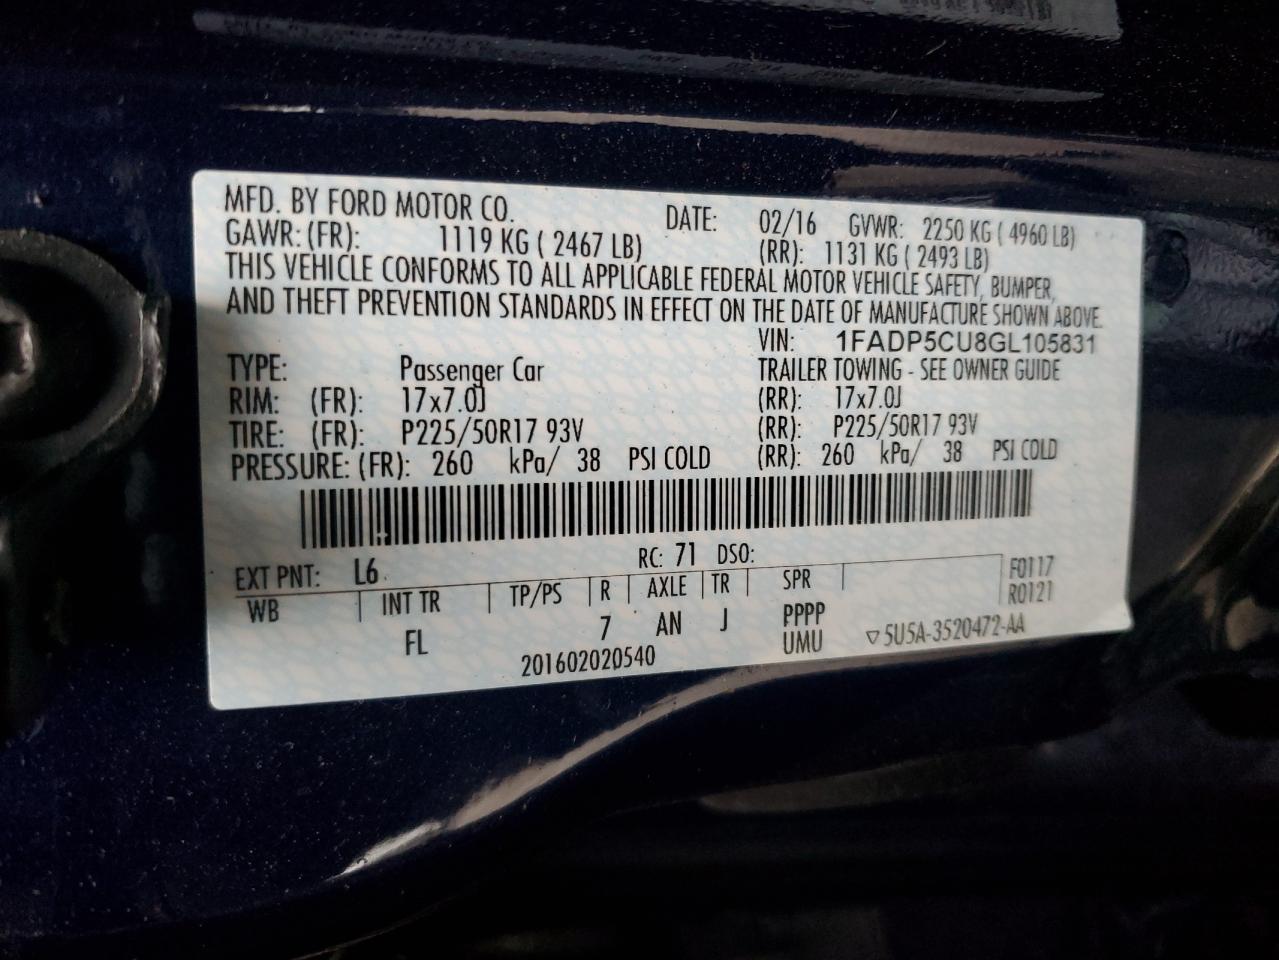 MFD. BY FORD MOTOR CO. DATE: 02/16 GVWR: 2250 KG ( 4960 LB)
GAWR: (FR): 1119 KG ( 2467 LB) (RR): 1131 KG ( 2493 LB)
THIS VEHICLE CONFORMS TO ALL APPLICABLE FEDERAL MOTOR VEHICLE SAFETY, BUMPER,
AND THEFT PREVENTION STANDARDS IN EFFECT ON THE DATE OF MANUFACTURE SHOWN ABOVE.
VIN: 1FADP5CU8GL105831
TYPE: Passenger Car TRAILER TOWING - SEE OWNER GUIDE
RIM: (FR): 17x7.0J (RR): 17x7.0J
TIRE: (FR): P225/50R17 93V (RR): P225/50R17 93V
PRESSURE: (FR): 260 kPa/ 38 PSI COLD (RR): 260 kPa/ 38 PSI COLD
EXT PNT: L6 RC: 71 DSO:
WB INT TR TP/PS R AXLE TR SPR F0117
R0121
FL 7 AN J PPPP
UMU
201602020540 ▽5U5A-3520472-AA